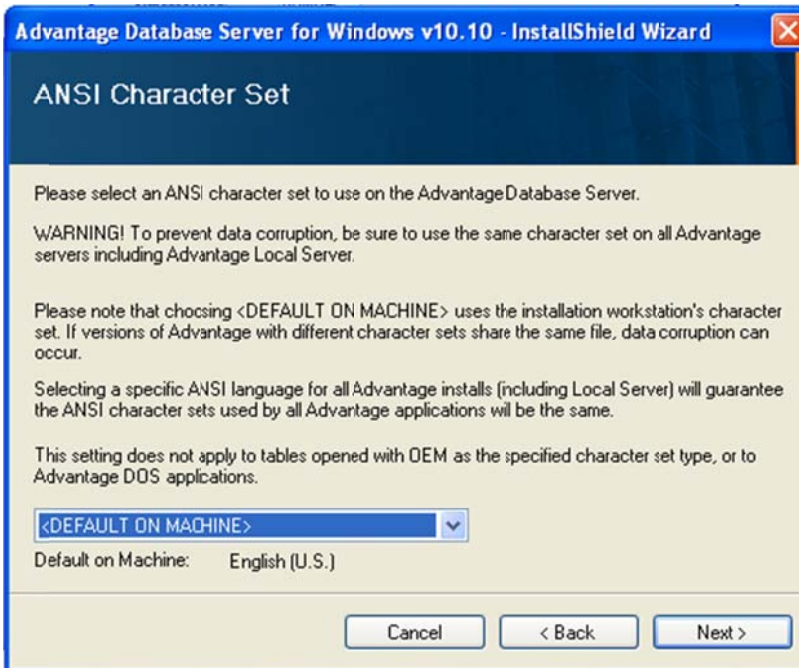 Advantage Database Server for Windows v10.10 - InstallShield Wizard
ANSI Character Set
Please select an ANSI character set to use on the Advantage Database Server.
WARNING! To prevent data corruption, be sure to use the same character set on all Advantage
servers including Advantage Local Server.
Please note that choosing <DEFAULT ON MACHINE> uses the installation workstation's character
set. If versions of Advantage with different character sets share the same file, data corruption can
occur.
Selecting a specific ANSI language for all Advantage installs (including Local Server) will guarantee
the ANSI character sets used by all Advantage applications will be the same.
This setting does not apply to tables opened with OEM as the specified character set type, or to
Advantage DOS applications.
<DEFAULT ON MACHINE>
Default on Machine: English (U.S.)
Cancel < Back Next >